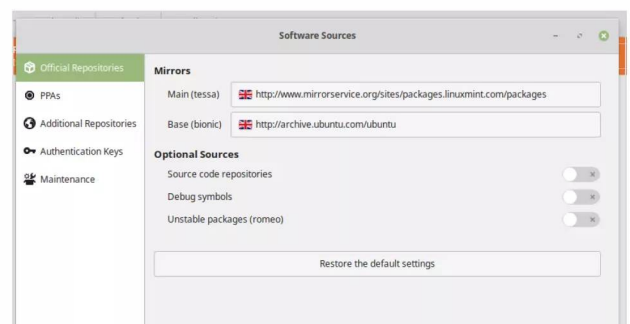 Software Sources
Official Repositories
PPAs
Additional Repositories
Authentication Keys
Maintenance
Mirrors
Main (tessa) http://www.mirrorservice.org/sites/packages.linuxmint.com/packages
Base (bionic) http://archive.ubuntu.com/ubuntu
Optional Sources
Source code repositories
Debug symbols
Unstable packages (romeo)
Restore the default settings